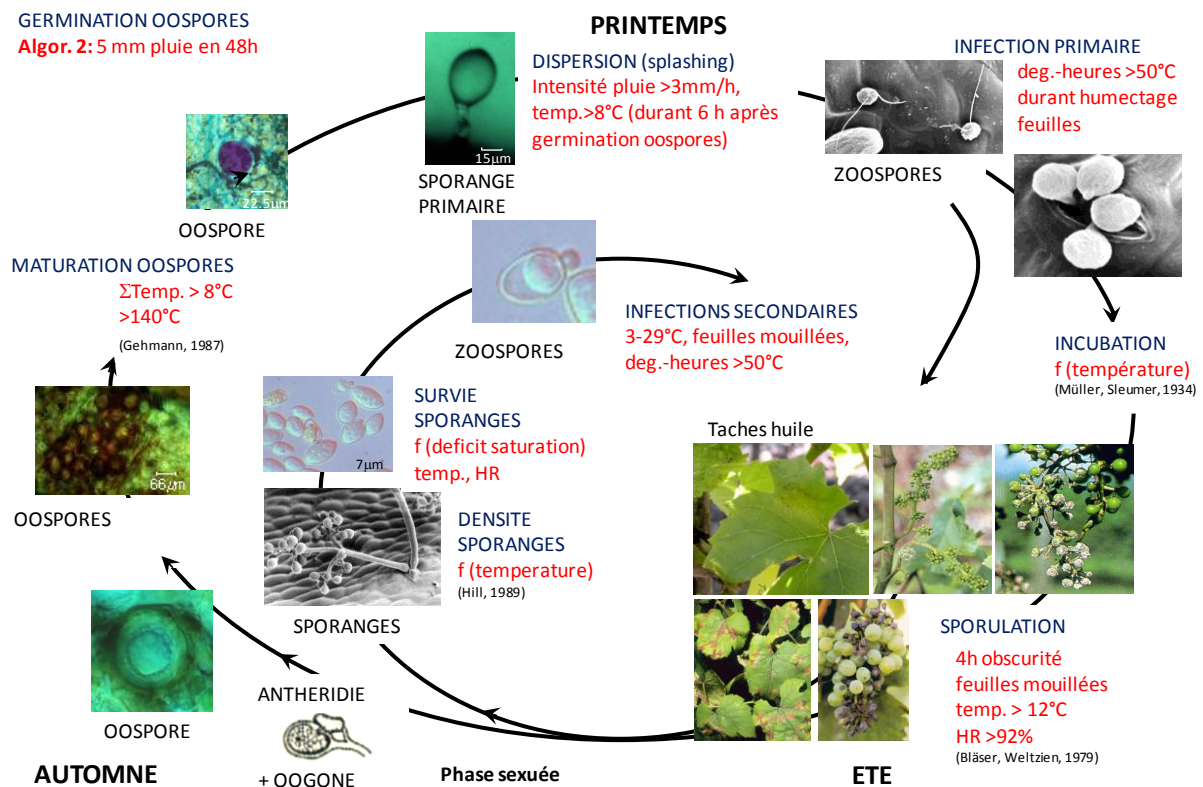 GERMINATION OOSPORES
Algor. 2: 5 mm pluie en 48h
PRINTEMPS
DISPERSION (splashing)
Intensité pluie >3mm/h,
temp.>8°C (durant 6 h après
germination oospores)
INFECTION PRIMAIRE
deg.-heures >50°C
durant humectage
feuilles
15µm
SPORANGE
PRIMAIRE
ZOOSPORES
22.5µm
OOSPORE
MATURATION OOSPORES
ΣTemp. > 8°C
>140°C
(Gehmann, 1987)
ZOOSPORES
INFECTIONS SECONDAIRES
3-29°C, feuilles mouillées,
deg.-heures >50°C
INCUBATION
f (température)
(Müller, Sleumer, 1934)
66µm
OOSPORES
SURVIE
SPORANGES
f (deficit saturation)
temp., HR
7µm
Taches huile
DENSITE
SPORANGES
f (temperature)
(Hill, 1989)
SPORANGES
SPORULATION
4h obscurité
feuilles mouillées
temp. > 12°C
HR >92%
(Bläser, Weltzien, 1979)
OOSPORE
ANTHERIDIE
+ OOGONE
AUTOMNE
Phase sexuée
ETE